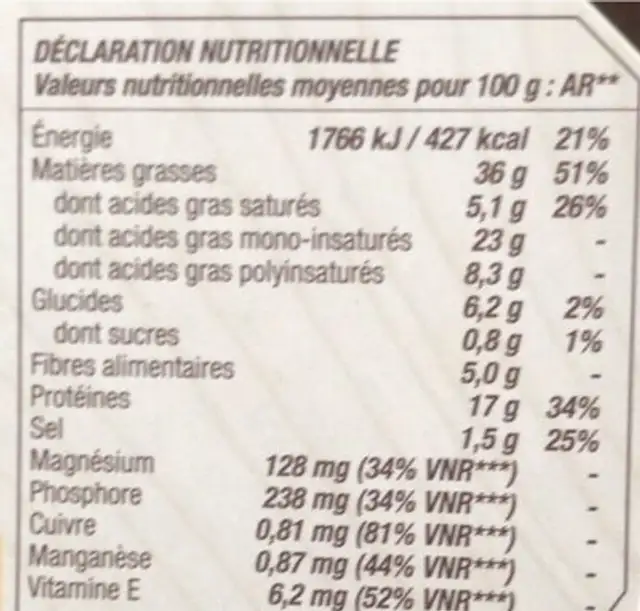 DÉCLARATION NUTRITIONNELLE
Valeurs nutritionnelles moyennes pour 100 g : AR**
Énergie 1766 kJ / 427 kcal 21%
Matières grasses 36 g 51%
dont acides gras saturés 5,1 g 26%
dont acides gras mono-insaturés 23 g -
dont acides gras polyinsaturés 8,3 g -
Glucides 6,2 g 2%
dont sucres 0,8 g 1%
Fibres alimentaires 5,0 g -
Protéines 17 g 34%
Sel 1,5 g 25%
Magnésium 128 mg (34% VNR***) -
Phosphore 238 mg (34% VNR***) -
Cuivre 0,81 mg (81% VNR***) -
Manganèse 0,87 mg (44% VNR***) -
Vitamine E 6,2 mg (52% VNR***) -